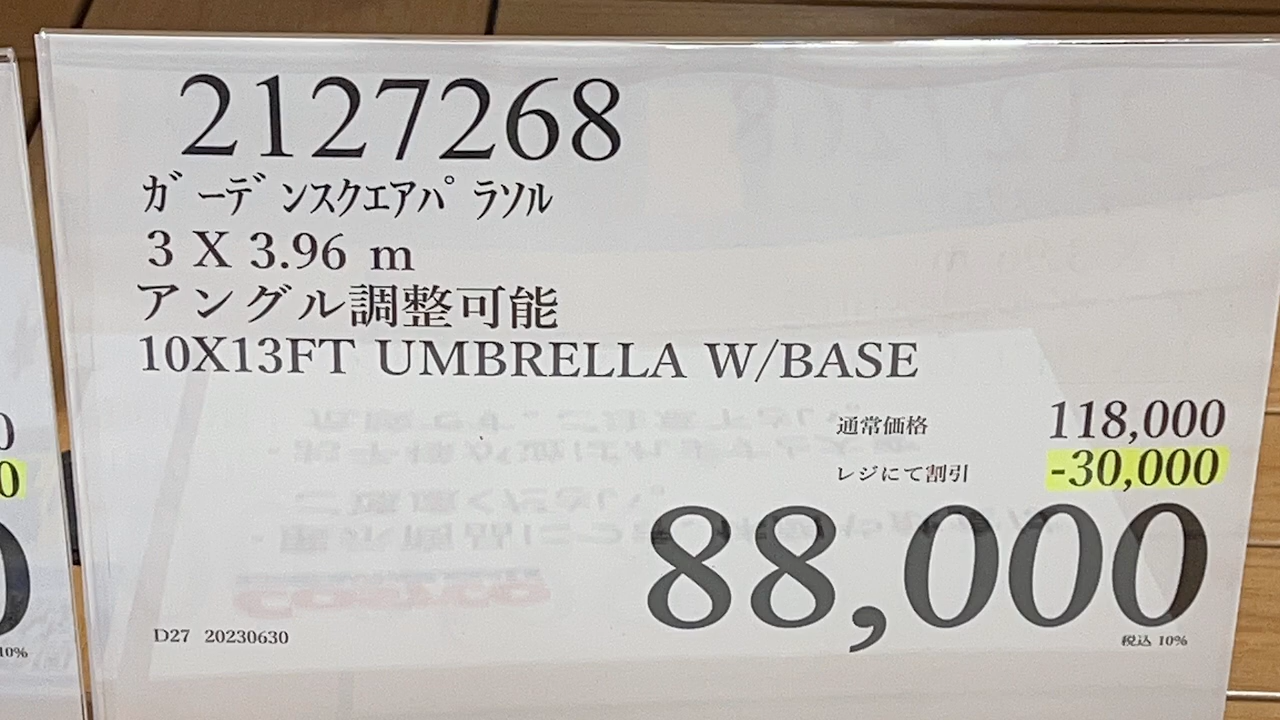 2127268
ｶﾞｰﾃﾞﾝｽｸｴｱﾊﾟﾗｿﾙ
3 X 3.96 m
アングル調整可能
10X13FT UMBRELLA W/BASE
通常価格 118,000
レジにて割引 -30,000
88,000
D27 20230630
税込 10%
10%